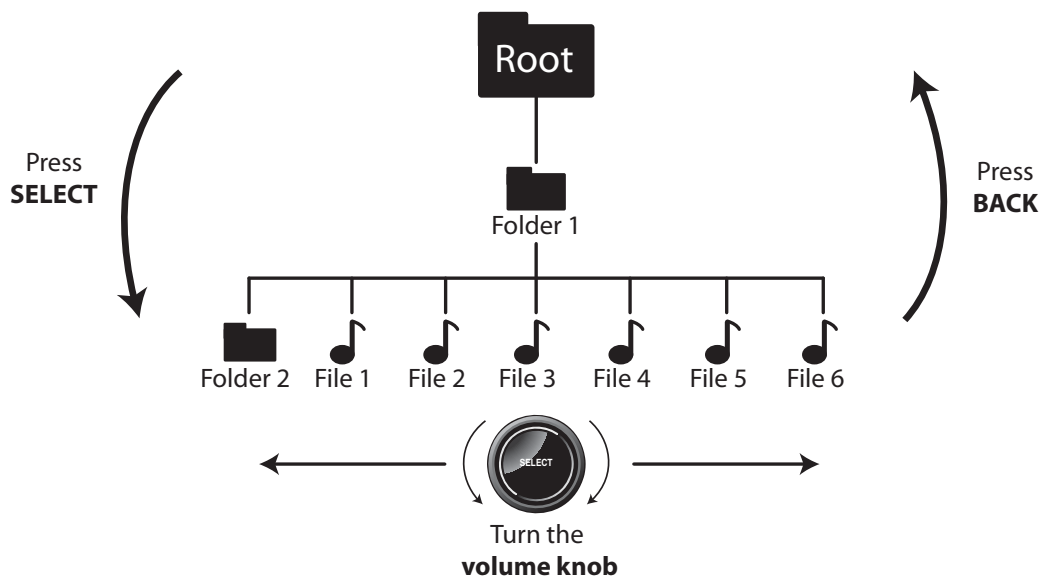 Root
Press
SELECT
Press
BACK
Folder 1
Folder 2
File 1
File 2
File 3
File 4
File 5
File 6
SELECT
Turn the
volume knob